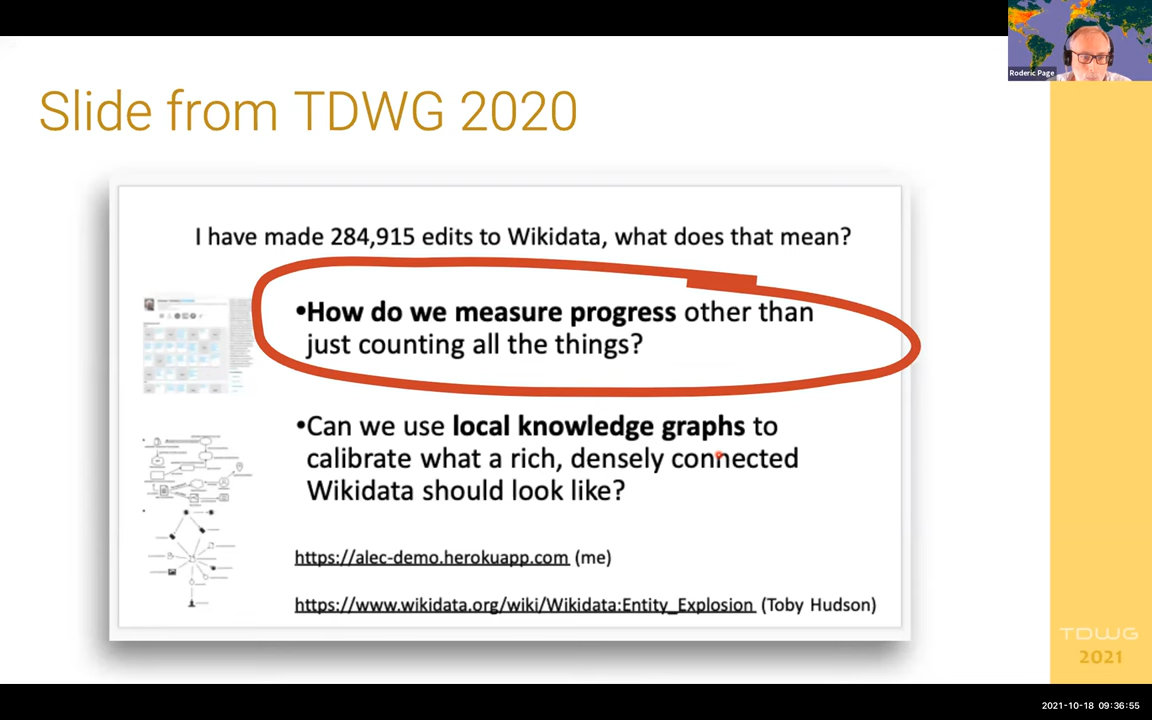 Roderic Page
Slide from TDWG 2020
I have made 284,915 edits to Wikidata, what does that mean?
•How do we measure progress other than
just counting all the things?
•Can we use local knowledge graphs to
calibrate what a rich, densely connected
Wikidata should look like?
https://alec-demo.herokuapp.com (me)
https://www.wikidata.org/wiki/Wikidata:Entity_Explosion (Toby Hudson)
TDWG
2021
2021-10-18 09:36:55